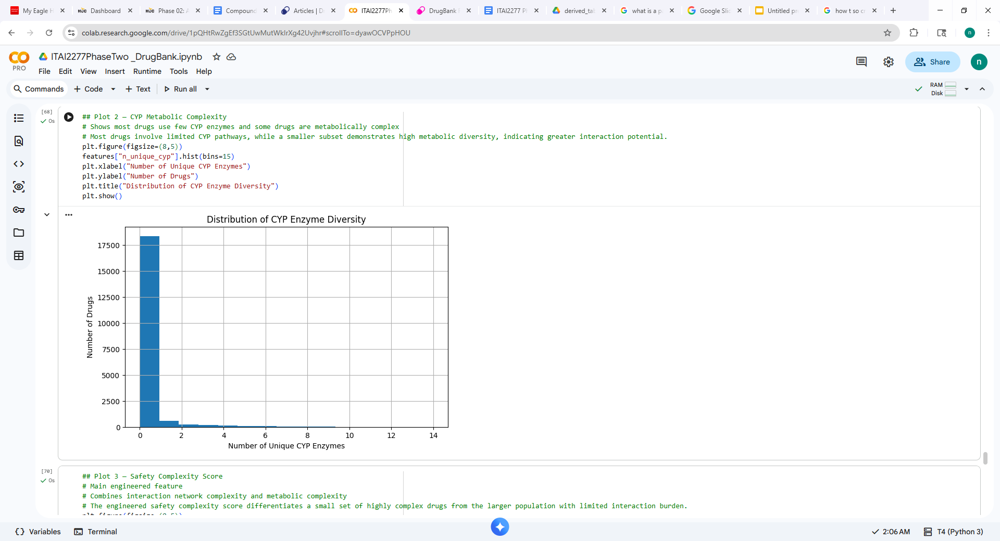 My Eagle H
HCC Dashboard
HCC Phase 02: A
Compound
Articles | D
ITAI2277Ph
DrugBank F
ITAI2277 P
derived_tab
what is a p
Google Slid
Untitled pr
how t so cr
colab.research.google.com/drive/1pQHtRwZgEf3SGtUwMutWklrXg42Uvjhr#scrollTo=dyawOCVPpHOU
n
CO
PRO
ITAI2277PhaseTwo _DrugBank.ipynb
File Edit View Insert Runtime Tools Help
Share
n
Commands + Code + Text Run all
RAM
Disk
[68]
0s
## Plot 2 — CYP Metabolic Complexity
# Shows most drugs use few CYP enzymes and some drugs are metabolically complex
# Most drugs involve limited CYP pathways, while a smaller subset demonstrates high metabolic diversity, indicating greater interaction potential.
plt.figure(figsize=(8,5))
features["n_unique_cyp"].hist(bins=15)
plt.xlabel("Number of Unique CYP Enzymes")
plt.ylabel("Number of Drugs")
plt.title("Distribution of CYP Enzyme Diversity")
plt.show()
Distribution of CYP Enzyme Diversity
Number of Drugs
17500
15000
12500
10000
7500
5000
2500
0
0 2 4 6 8 10 12 14
Number of Unique CYP Enzymes
[70]
0s
## Plot 3 — Safety Complexity Score
# Main engineered feature
# Combines interaction network complexity and metabolic complexity
# The engineered safety complexity score differentiates a small set of highly complex drugs from the larger population with limited interaction burden.
Variables Terminal
2:06 AM T4 (Python 3)